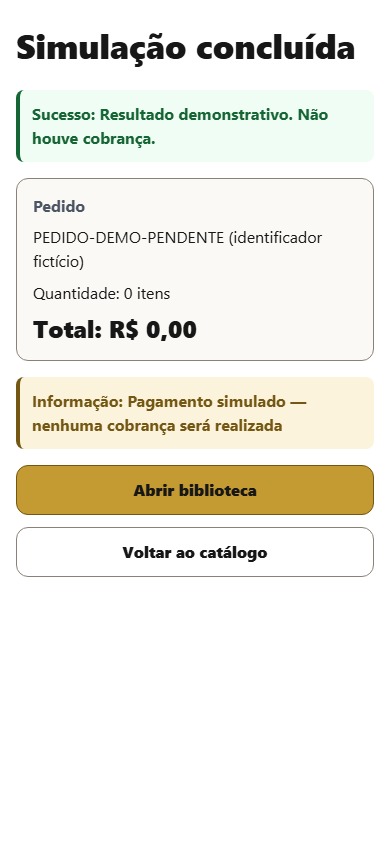 Simulação concluída
Sucesso: Resultado demonstrativo. Não
houve cobrança.
Pedido
PEDIDO-DEMO-PENDENTE (identificador
fictício)
Quantidade: 0 itens
Total: R$ 0,00
Informação: Pagamento simulado —
nenhuma cobrança será realizada
Abrir biblioteca
Voltar ao catálogo